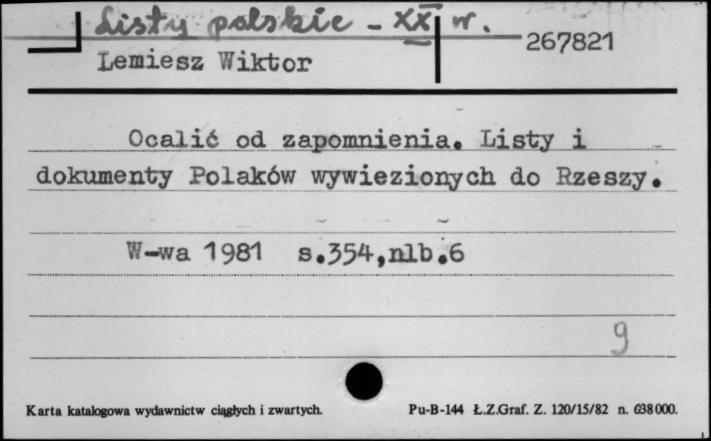 Listy polskie - XX w.
267821
Lemiesz Wiktor
Ocalić od zapomnienia. Listy i
dokumenty Polaków wywiezionych do Rzeszy.
W-wa 1981 s.354,nlb.6
9
Karta katalogowa wydawnictw ciągłych i zwartych. Pu-B-144 Ł.Z.Graf. Z. 120/15/82 n. 638000.